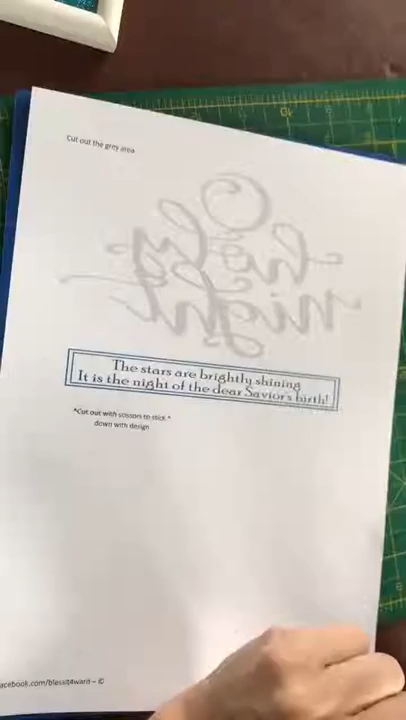 Cut out the grey area
O
holy
night
The stars are brightly shining
It is the night of the dear Savior's birth!
*Cut out with scissors to stick *
down with design
acebook.com/blessit4ward – ©